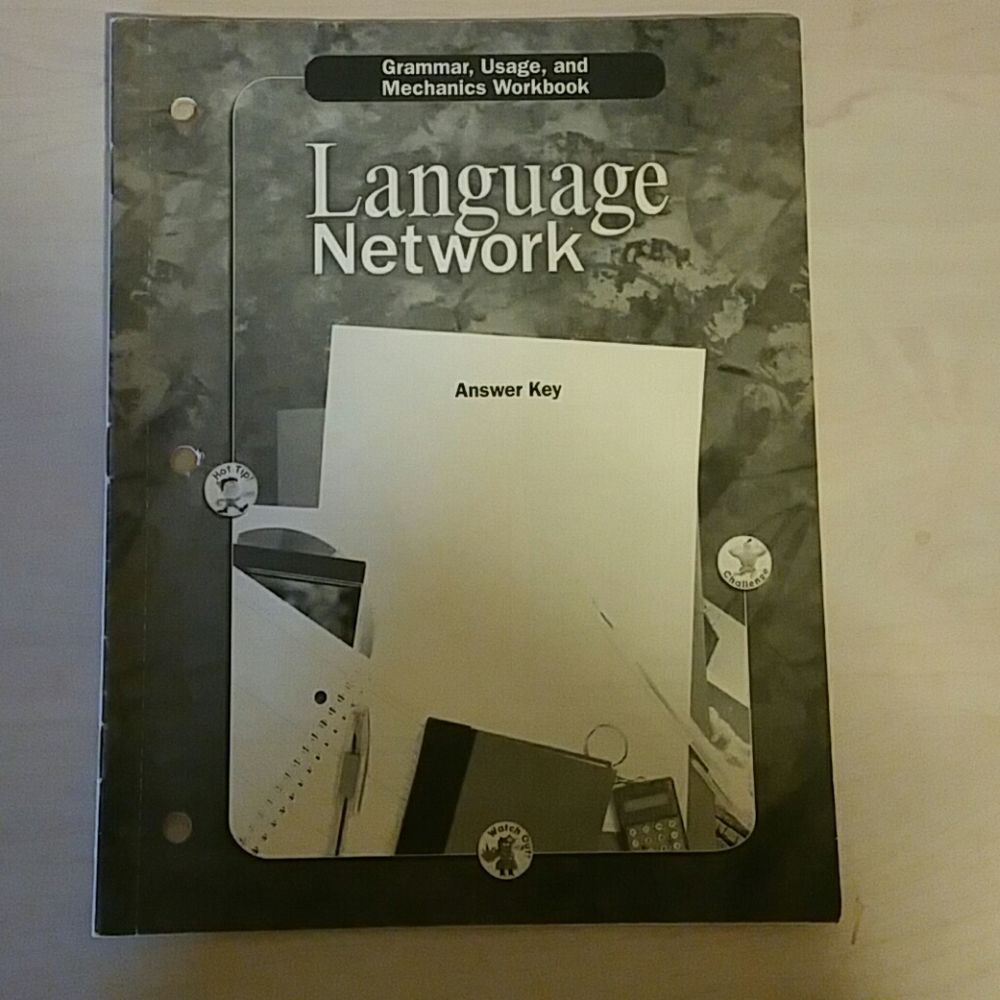 Grammar, Usage, and
Mechanics Workbook
Language
Network
Answer Key
Hot Tip!
Challenge
Watch Out!